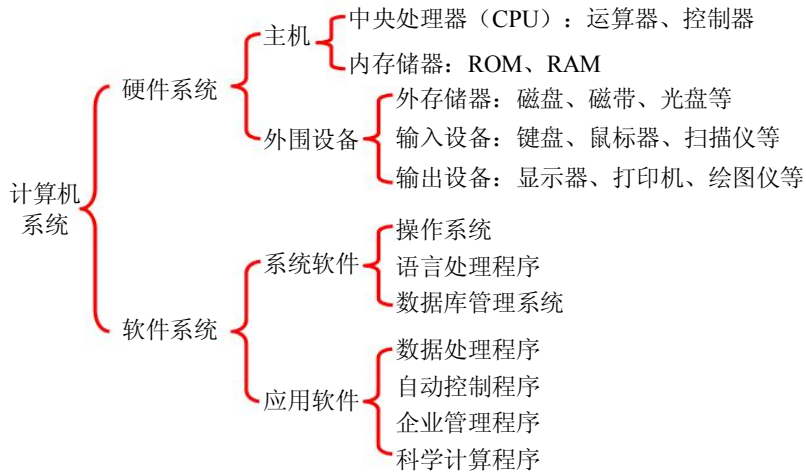 计算机
系统
硬件系统
主机
中央处理器（CPU）：运算器、控制器
内存储器：ROM、RAM
外围设备
外存储器：磁盘、磁带、光盘等
输入设备：键盘、鼠标器、扫描仪等
输出设备：显示器、打印机、绘图仪等
软件系统
系统软件
操作系统
语言处理程序
数据库管理系统
应用软件
数据处理程序
自动控制程序
企业管理程序
科学计算程序